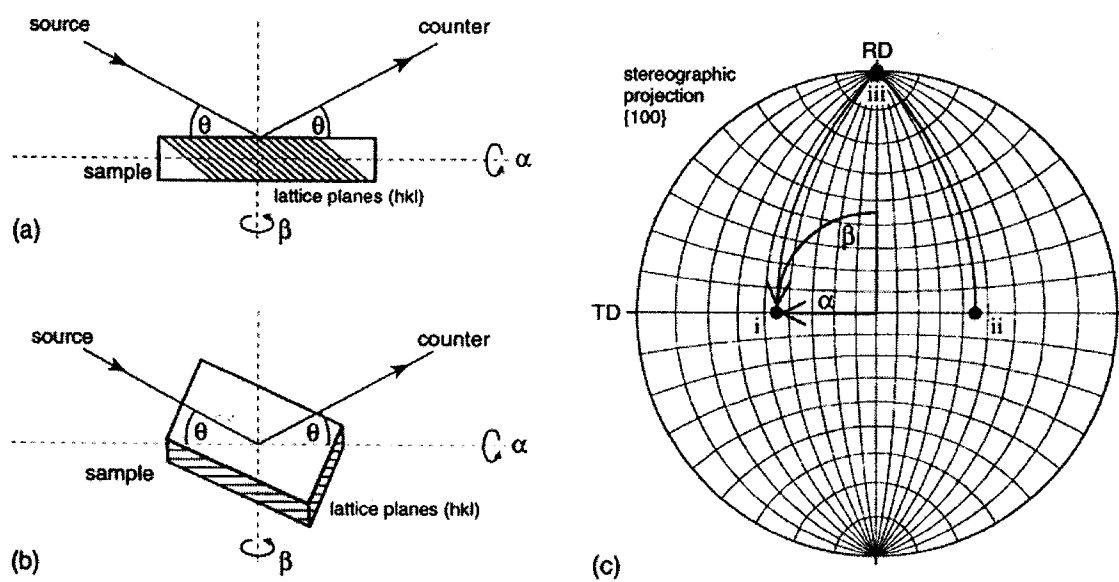 source
counter
θ
θ
sample
α
lattice planes (hkl)
β
(a)
source
counter
θ
θ
α
sample
lattice planes (hkl)
β
(b)
RD
stereographic
projection
{100}
iii
β
α
TD
i
ii
(c)